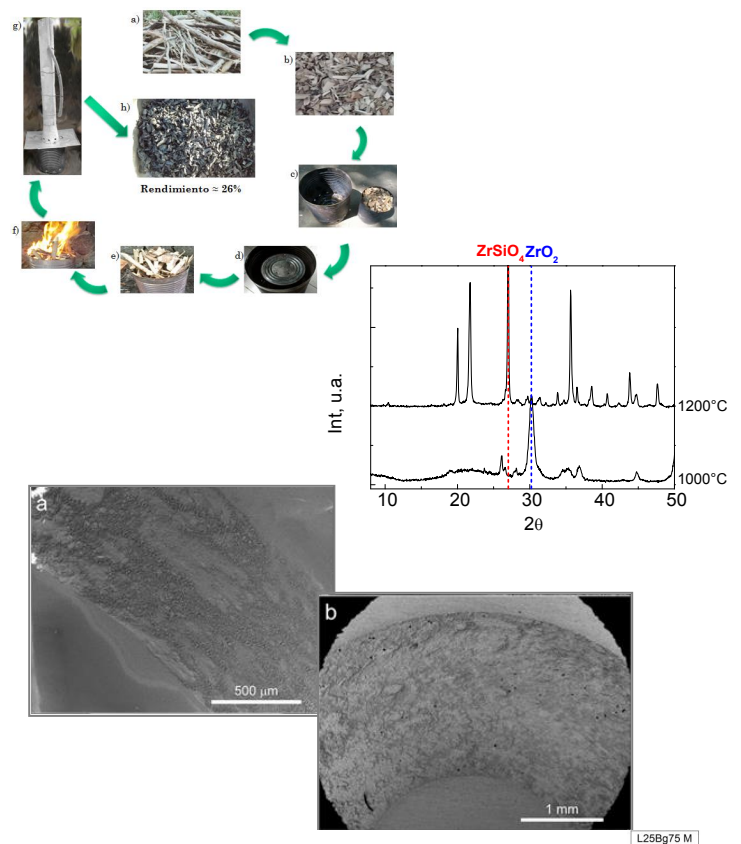 g)
a)
b)
h)
c)
Rendimiento ≈ 26%
f)
e)
d)
ZrSiO4 ZrO2
Int, u.a.
1200°C
1000°C
10 20 30 40 50
2θ
a
500 µm
b
1 mm
L25Bg75 M